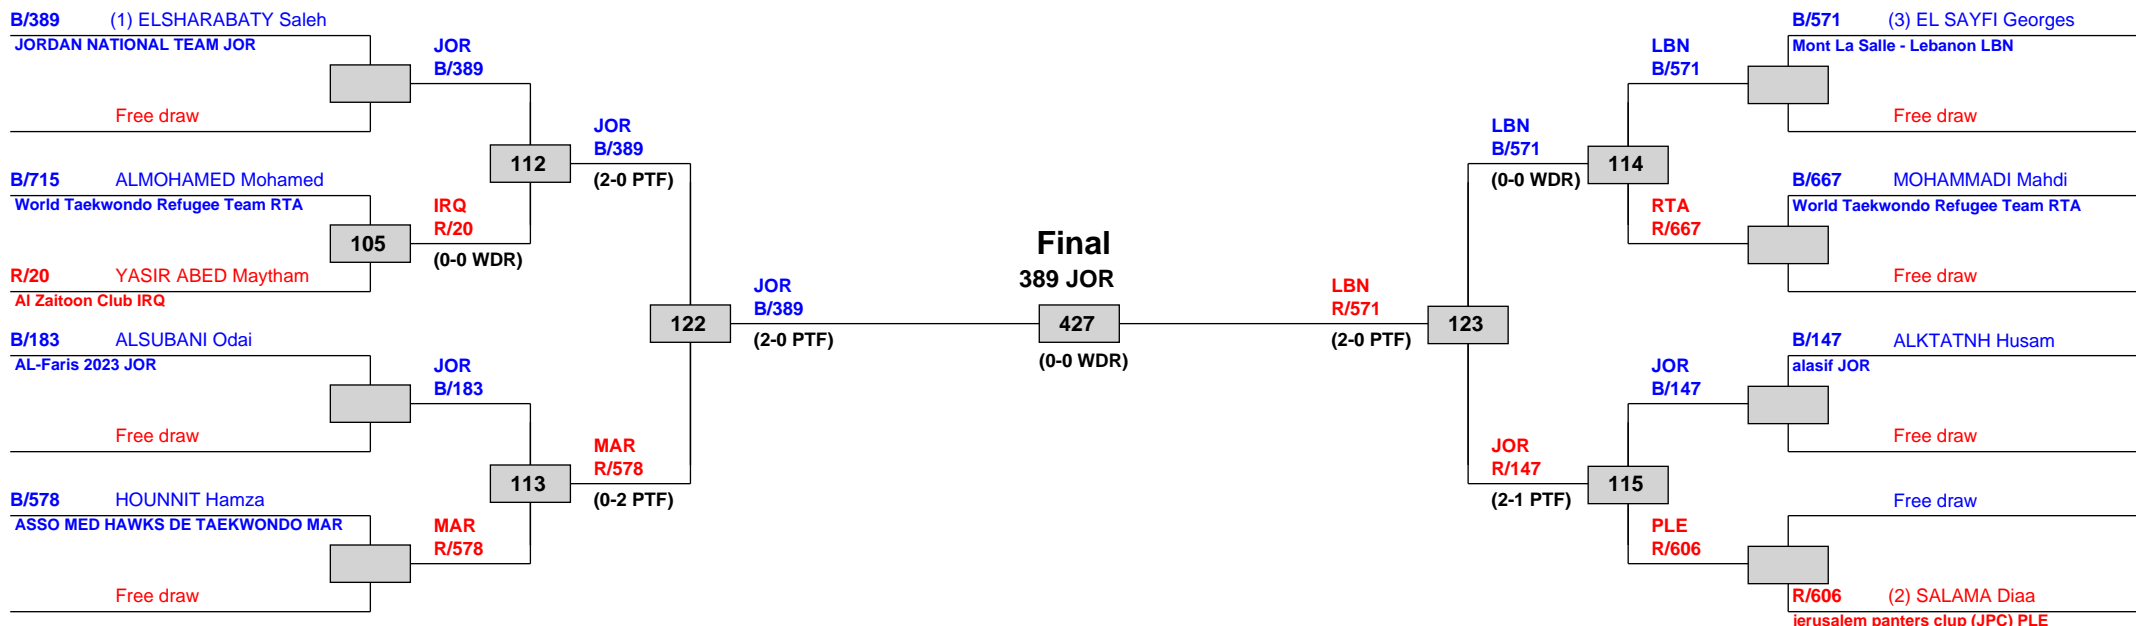 B/389 (1) ELSHARABATY Saleh
JORDAN NATIONAL TEAM JOR
Free draw
B/715 ALMOHAMED Mohamed
World Taekwondo Refugee Team RTA
R/20 YASIR ABED Maytham
Al Zaitoon Club IRQ
B/183 ALSUBANI Odai
AL-Faris 2023 JOR
Free draw
B/578 HOUNNIT Hamza
ASSO MED HAWKS DE TAEKWONDO MAR
Free draw
105
JOR
B/389
IRQ
R/20
(0-0 WDR)
JOR
B/183
MAR
R/578
112
113
JOR
B/389
(2-0 PTF)
MAR
R/578
(0-2 PTF)
122
JOR
B/389
(2-0 PTF)
Final
389 JOR
427
(0-0 WDR)
LBN
R/571
(2-0 PTF)
123
LBN
B/571
(0-0 WDR)
JOR
R/147
(2-1 PTF)
114
115
LBN
B/571
RTA
R/667
JOR
B/147
PLE
R/606
B/571 (3) EL SAYFI Georges
Mont La Salle - Lebanon LBN
Free draw
B/667 MOHAMMADI Mahdi
World Taekwondo Refugee Team RTA
Free draw
B/147 ALKTATNH Husam
alasif JOR
Free draw
Free draw
R/606 (2) SALAMA Diaa
jerusalem panters clup (JPC) PLE